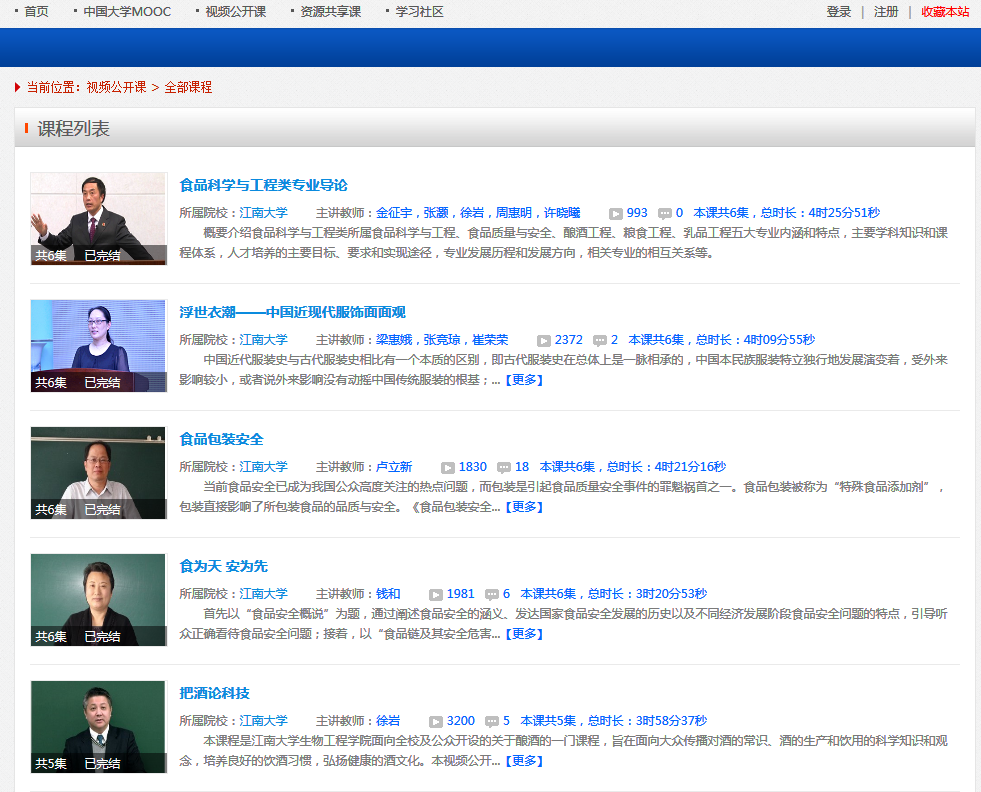 · 首页 · 中国大学MOOC · 视频公开课 · 资源共享课 · 学习社区 登录 | 注册 | 收藏本站
当前位置：视频公开课 > 全部课程
课程列表
食品科学与工程类专业导论
所属院校：江南大学 主讲教师：金征宇，张灏，徐岩，周惠明，许晓曦 993 0 本课共6集，总时长：4时25分51秒
概要介绍食品科学与工程类所属食品科学与工程、食品质量与安全、酿酒工程、粮食工程、乳品工程五大专业内涵和特点，主要学科知识和课
程体系，人才培养的主要目标、要求和实现途径，专业发展历程和发展方向，相关专业的相互关系等。
共6集 已完结
浮世衣潮——中国近现代服饰面面观
所属院校：江南大学 主讲教师：梁惠娥，张竞琼，崔荣荣 2372 2 本课共6集，总时长：4时09分55秒
中国近代服装史与古代服装史相比有一个本质的区别，即古代服装史在总体上是一脉相承的，中国本民族服装特立独行地发展演变着，受外来
影响较小，或者说外来影响没有动摇中国传统服装的根基；...【更多】
共6集 已完结
食品包装安全
所属院校：江南大学 主讲教师：卢立新 1830 18 本课共6集，总时长：4时21分16秒
当前食品安全已成为我国公众高度关注的热点问题，而包装是引起食品质量安全事件的罪魁祸首之一。食品包装被称为“特殊食品添加剂”，
包装直接影响了所包装食品的品质与安全。《食品包装安全...【更多】
共6集 已完结
食为天 安为先
所属院校：江南大学 主讲教师：钱和 1981 6 本课共6集，总时长：3时20分53秒
首先以“食品安全概说”为题，通过阐述食品安全的涵义、发达国家食品安全发展的历史以及不同经济发展阶段食品安全问题的特点，引导听
众正确看待食品安全问题；接着，以“食品链及其安全危害...【更多】
共6集 已完结
把酒论科技
所属院校：江南大学 主讲教师：徐岩 3200 5 本课共5集，总时长：3时58分37秒
本课程是江南大学生物工程学院面向全校及公众开设的关于酿酒的一门课程，旨在面向大众传播对酒的常识、酒的生产和饮用的科学知识和观
念，培养良好的饮酒习惯，弘扬健康的酒文化。本视频公开...【更多】
共5集 已完结